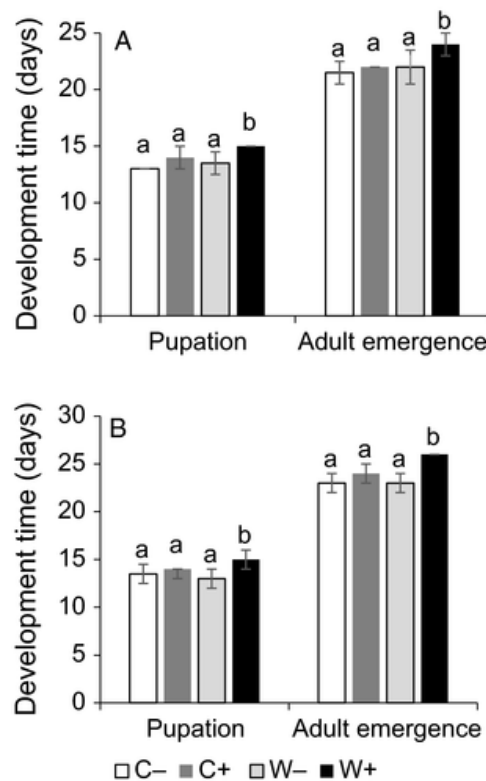 A
Development time (days)
25
20
15
10
5
0
a a a b
a a a b
Pupation Adult emergence
B
Development time (days)
30
25
20
15
10
5
0
a a a b
a a a b
Pupation Adult emergence
C– C+ W– W+